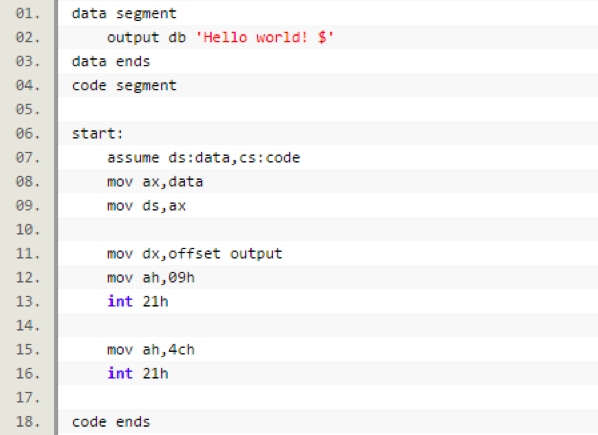 01. data segment
02.     output db 'Hello world! $'
03. data ends
04. code segment
05.
06. start:
07.     assume ds:data,cs:code
08.     mov ax,data
09.     mov ds,ax
10.
11.     mov dx,offset output
12.     mov ah,09h
13.     int 21h
14.
15.     mov ah,4ch
16.     int 21h
17.
18. code ends